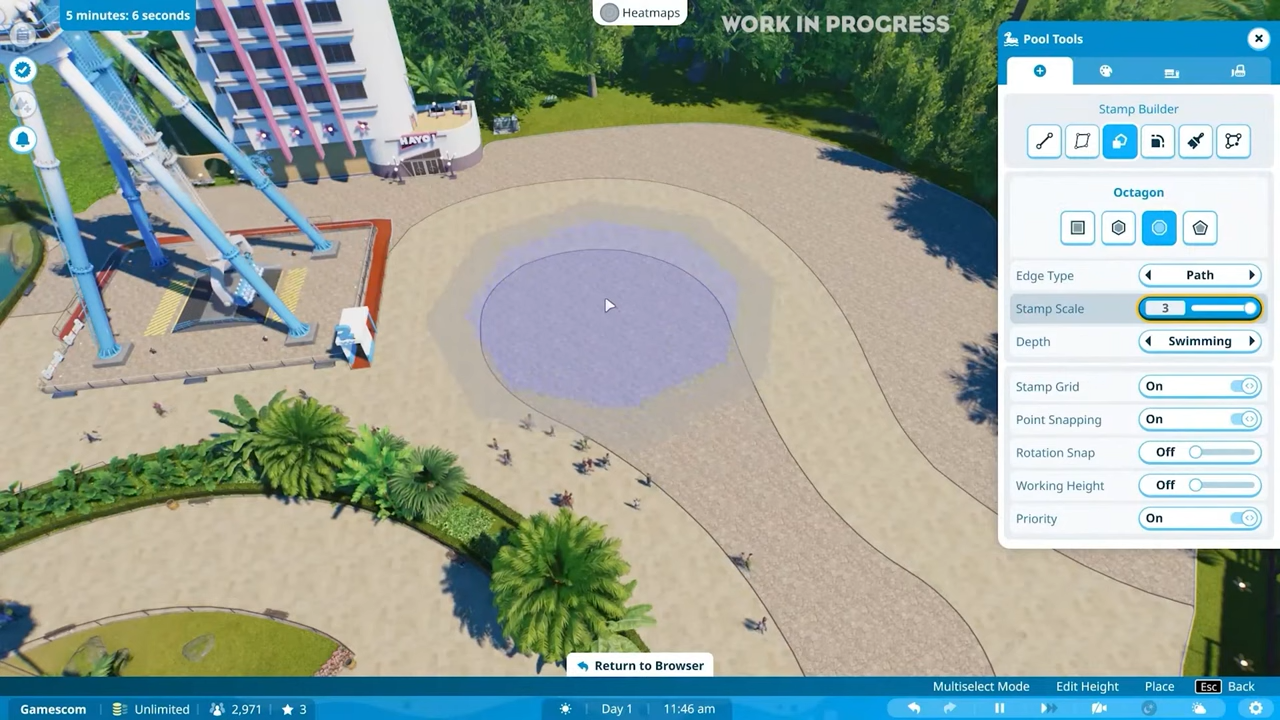 5 minutes: 6 seconds
Heatmaps
WORK IN PROGRESS
Pool Tools
Stamp Builder
Octagon
Edge Type
Path
Stamp Scale
3
Depth
Swimming
Stamp Grid
On
Point Snapping
On
Rotation Snap
Off
Working Height
Off
Priority
On
Return to Browser
Multiselect Mode
Edit Height
Place
Esc
Back
Gamescom
Unlimited
2,971
3
Day 1
11:46 am